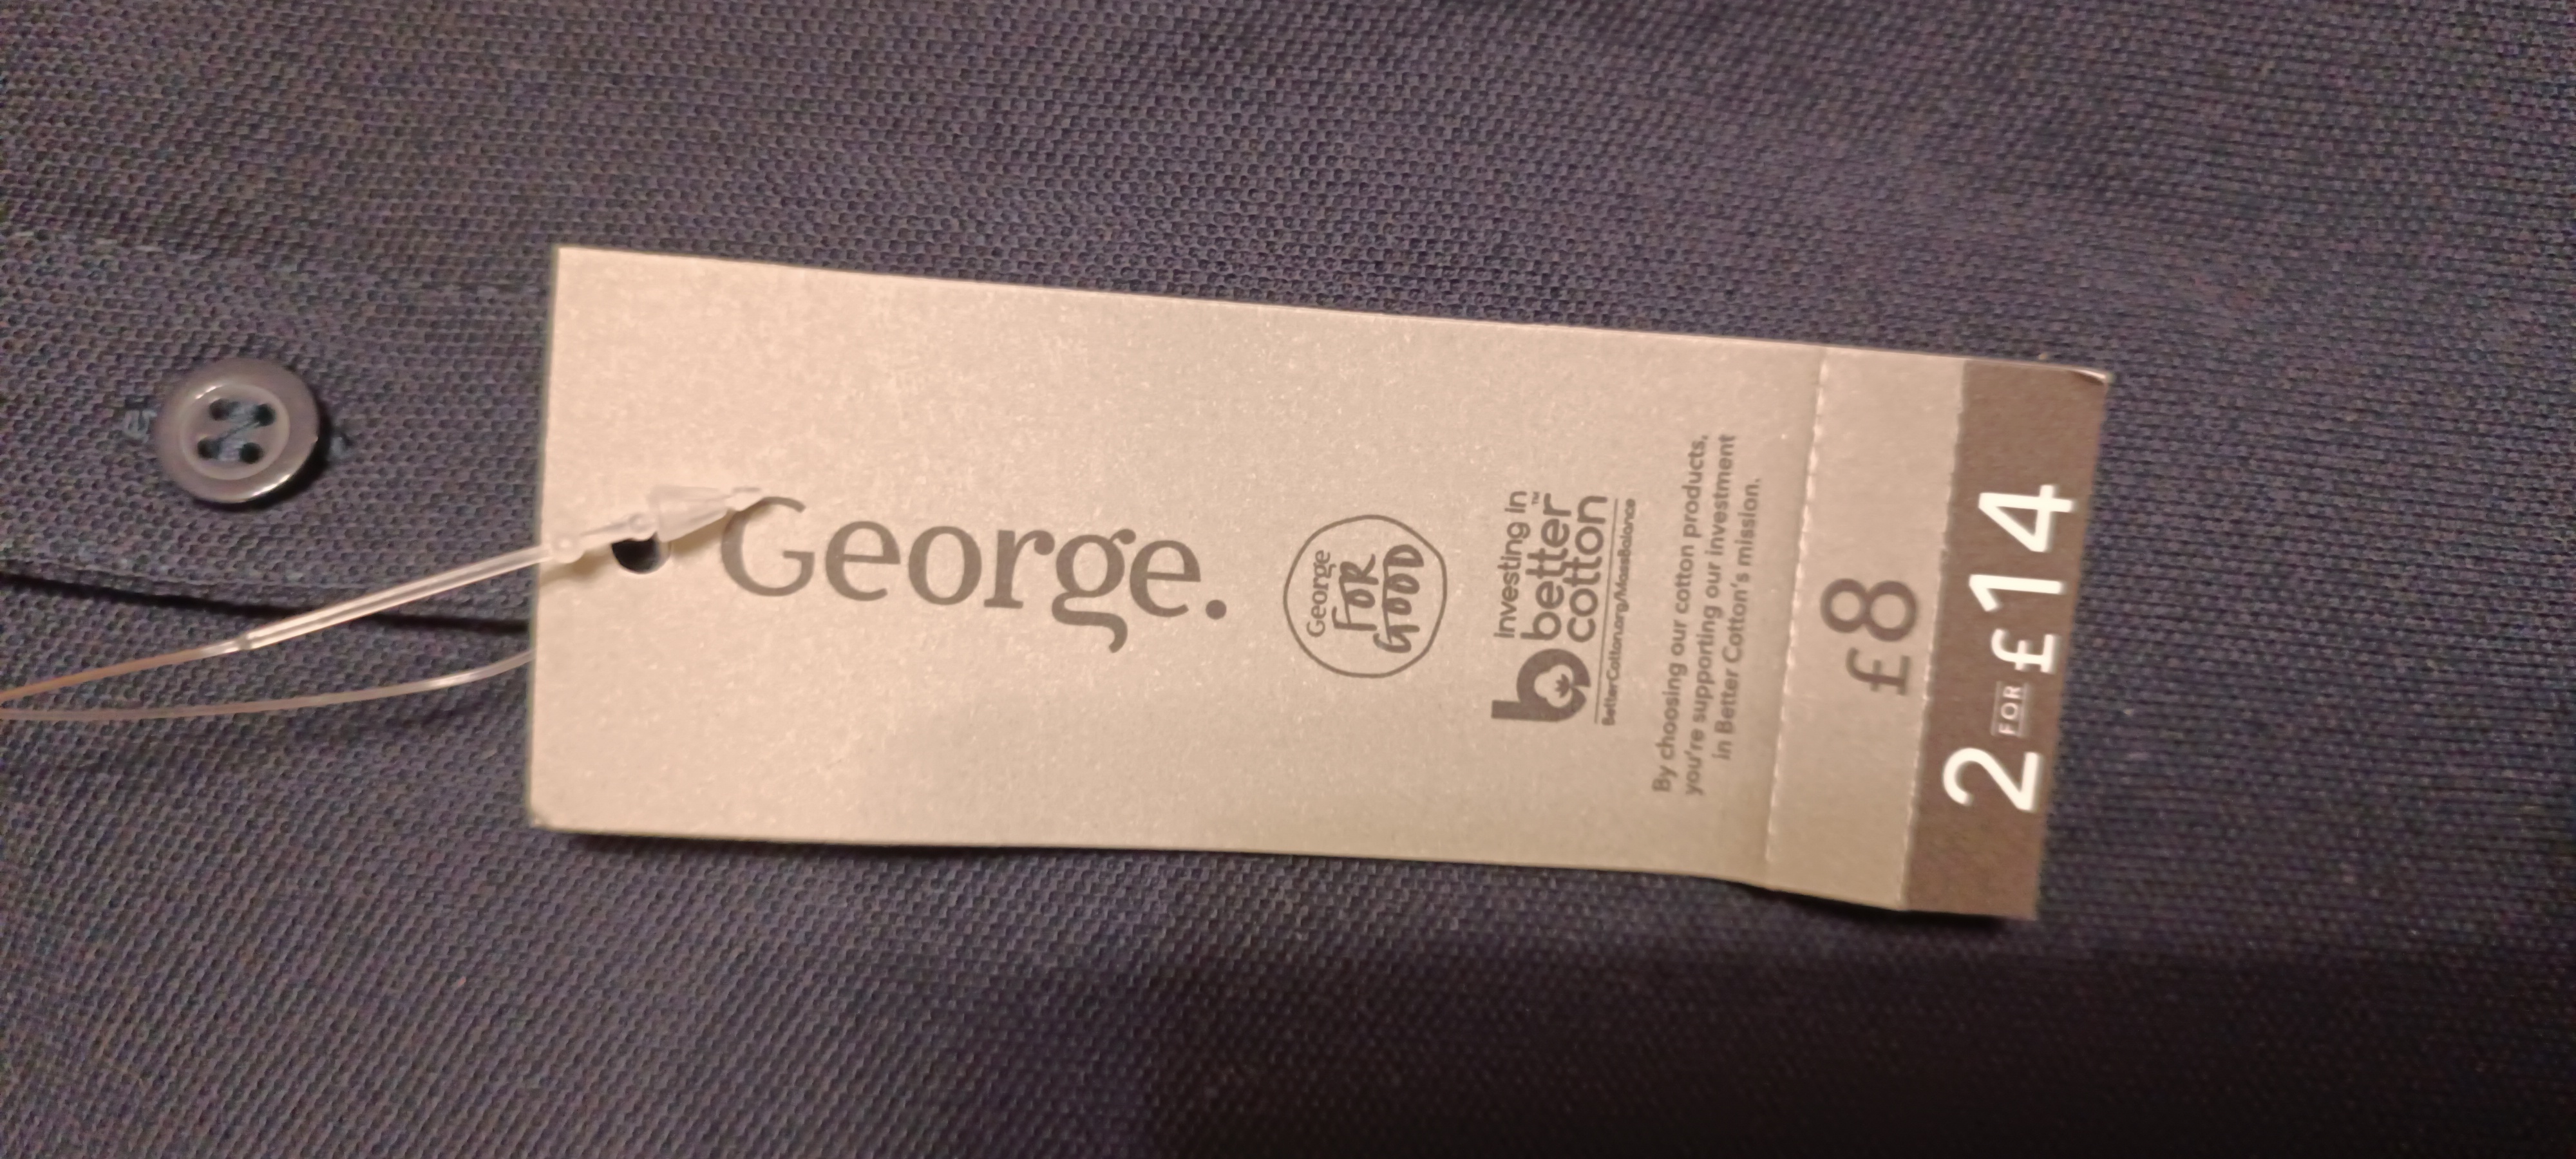 George.
George
FOR
GOOD
Investing in
better™
cotton
BetterCotton.org/MassBalance
By choosing our cotton products,
you're supporting our investment
in Better Cotton's mission.
£8
2 FOR £14